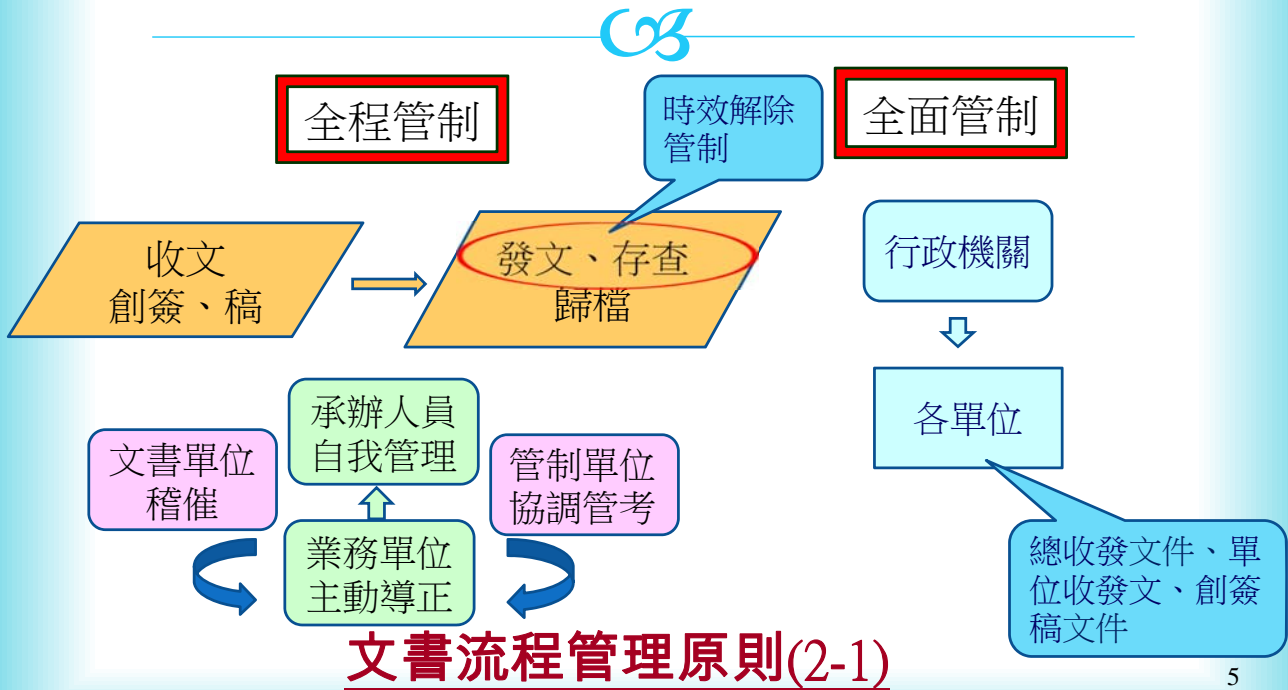 全程管制
時效解除
管制
全面管制
收文
創簽、稿
發文、存查
歸檔
行政機關
各單位
承辦人員
自我管理
文書單位
稽催
管制單位
協調管考
業務單位
主動導正
總收發文件、單
位收發文、創簽
稿文件
文書流程管理原則(2-1)
5